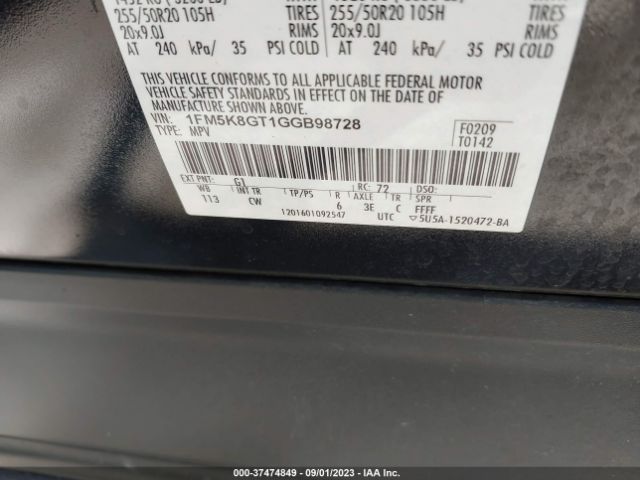 255/50R20 105H TIRES 255/50R20 105H TIRES
20x9.0J RIMS 20x9.0J RIMS
AT 240 kPa/ 35 PSI COLD AT 240 kPa/ 35 PSI COLD
THIS VEHICLE CONFORMS TO ALL APPLICABLE FEDERAL MOTOR
VEHICLE SAFETY STANDARDS IN EFFECT ON THE DATE OF
MANUFACTURE SHOWN ABOVE.
VIN: 1FM5K8GT1GGB98728
TYPE: MPV
F0209
T0142
EXT PNT: G1 RC: 72 DSO:
WB INT TR TP/PS R AXLE TR SPR
113 CW 6 3E C FFFF
1201601092547 UTC ▽5U5A-1520472-BA
000-37474849 09/01/2023 COPART